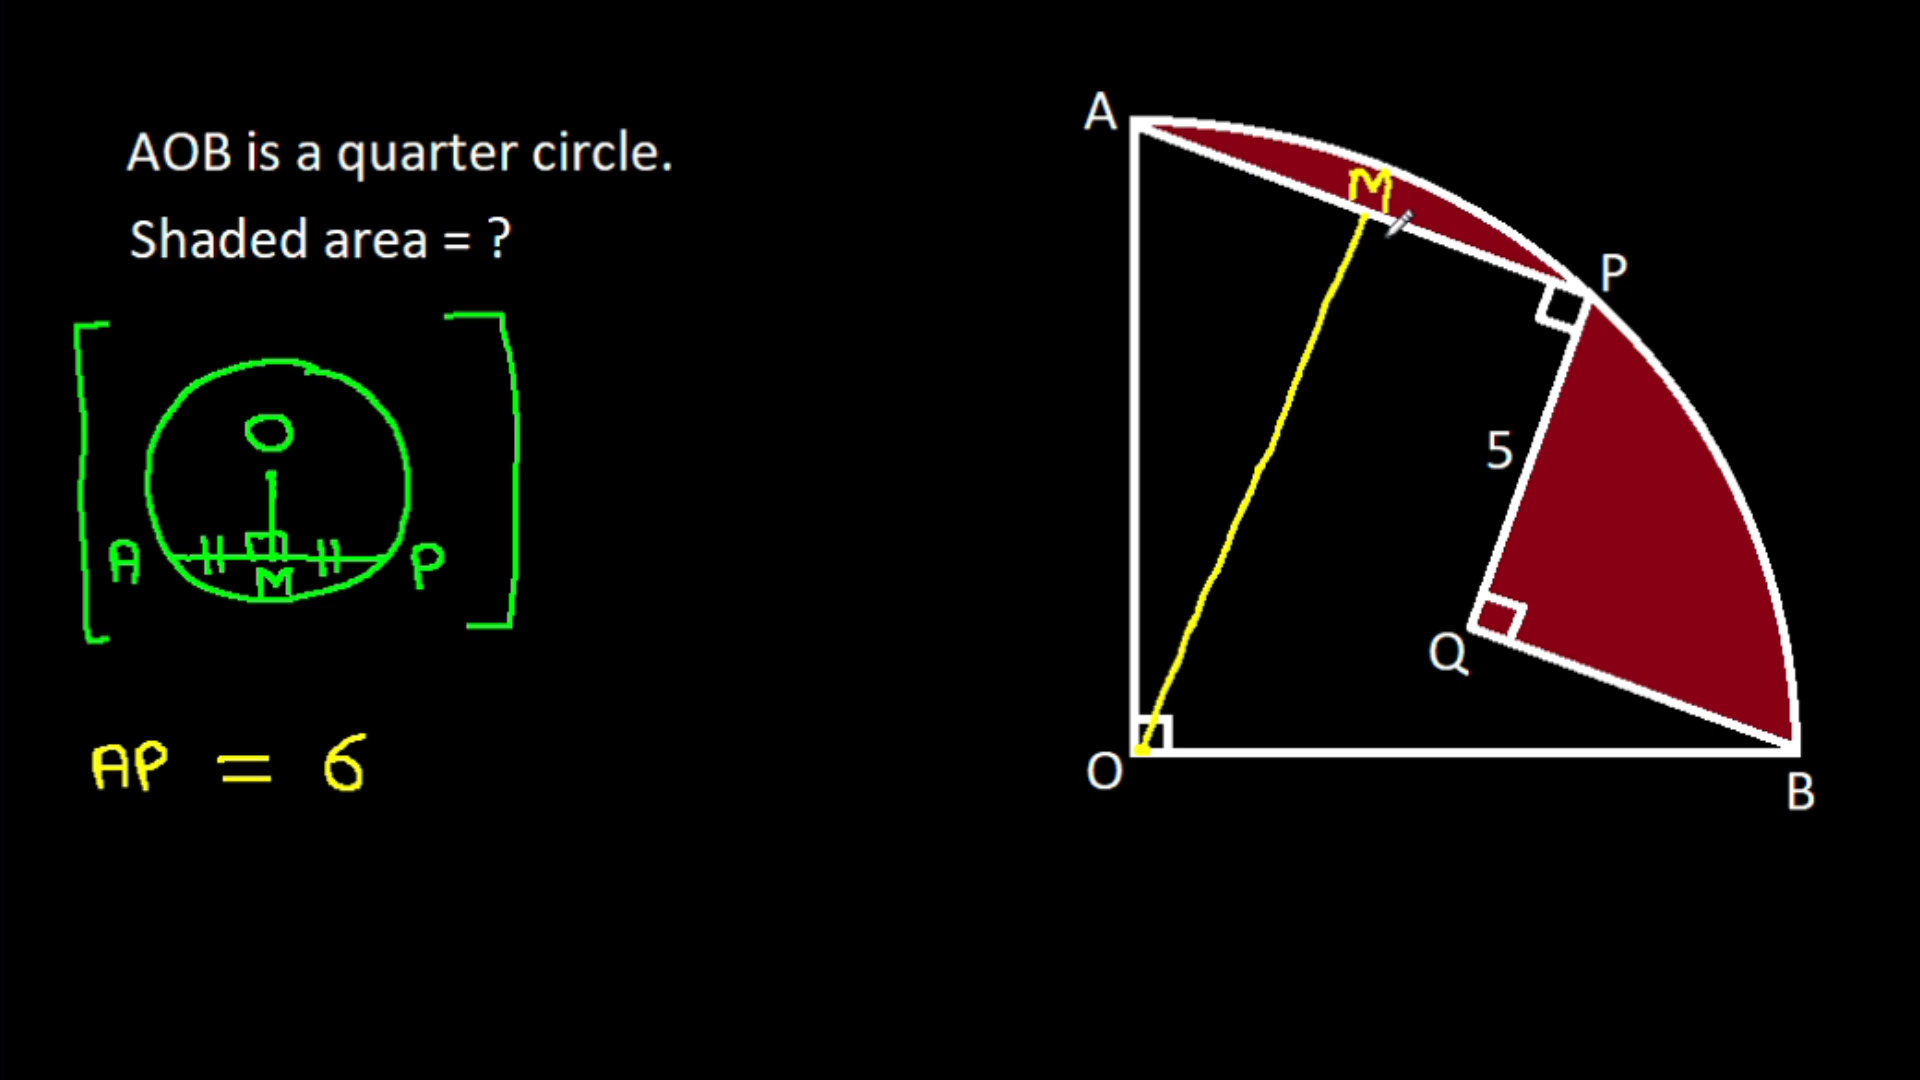 AOB is a quarter circle.
Shaded area = ?
O
A M P
AP = 6
A
M
P
5
Q
O
B